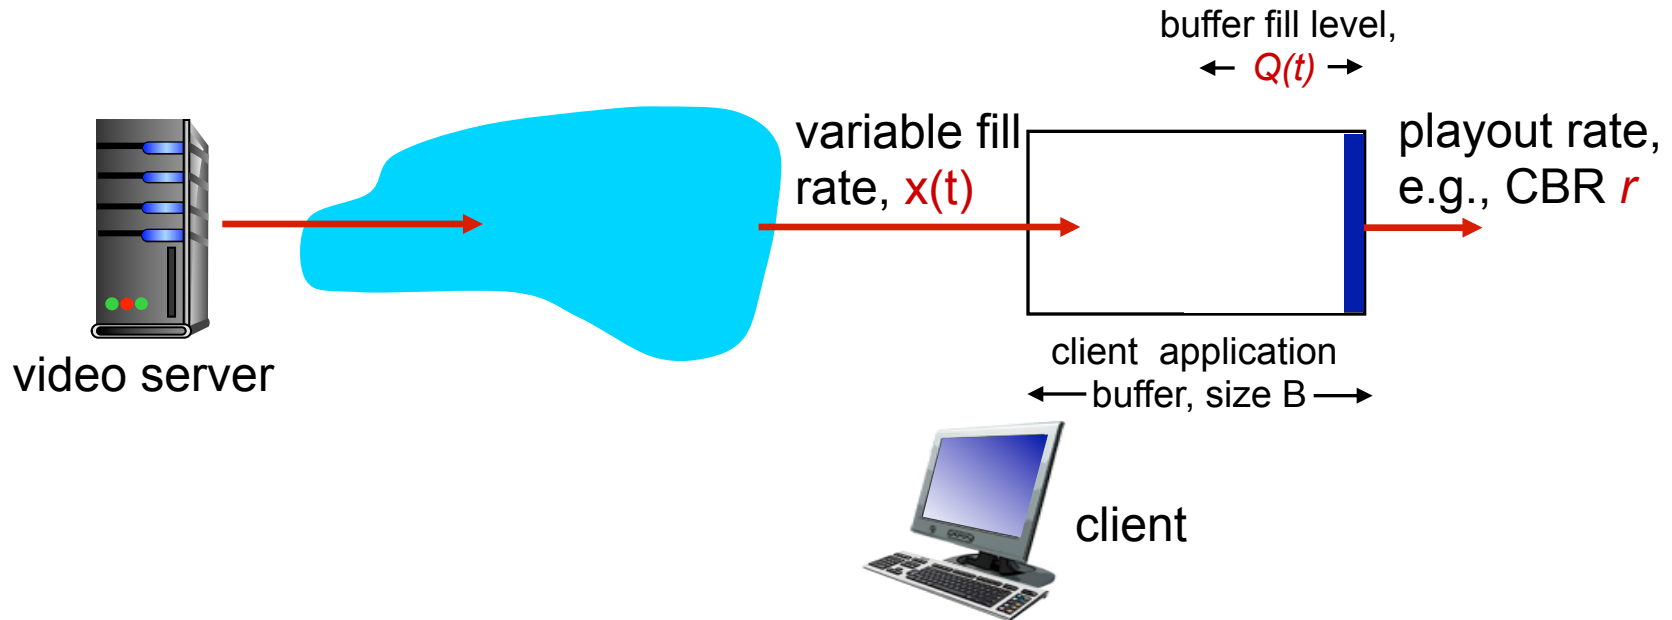 buffer fill level,
Q(t)
variable fill
rate, x(t)
playout rate,
e.g., CBR r
video server
client application
buffer, size B
client